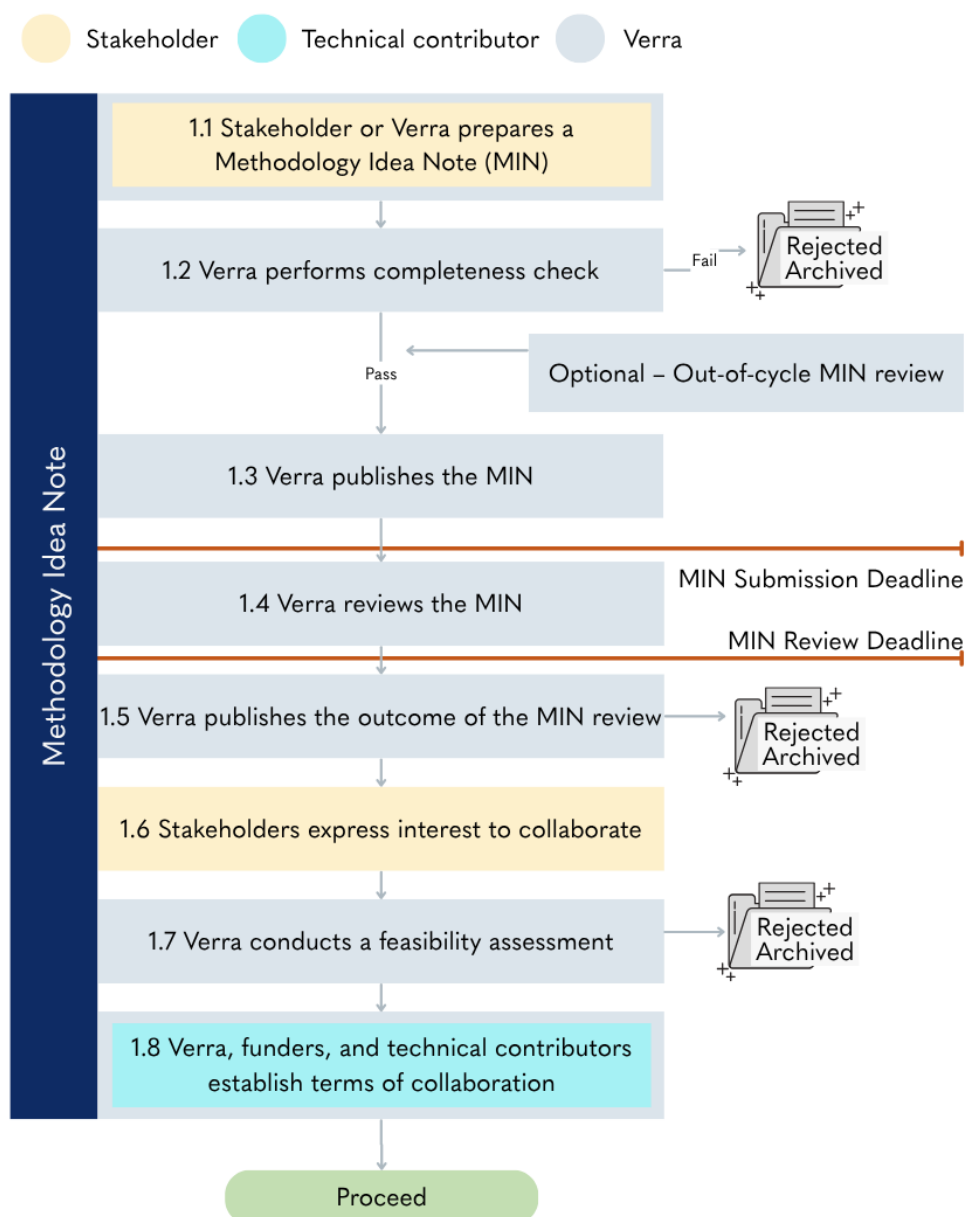 Stakeholder
Technical contributor
Verra
Methodology Idea Note
1.1 Stakeholder or Verra prepares a
Methodology Idea Note (MIN)
1.2 Verra performs completeness check
Fail
Rejected
Archived
Pass
Optional – Out-of-cycle MIN review
1.3 Verra publishes the MIN
MIN Submission Deadline
1.4 Verra reviews the MIN
MIN Review Deadline
1.5 Verra publishes the outcome of the MIN review
Rejected
Archived
1.6 Stakeholders express interest to collaborate
1.7 Verra conducts a feasibility assessment
Rejected
Archived
1.8 Verra, funders, and technical contributors
establish terms of collaboration
Proceed